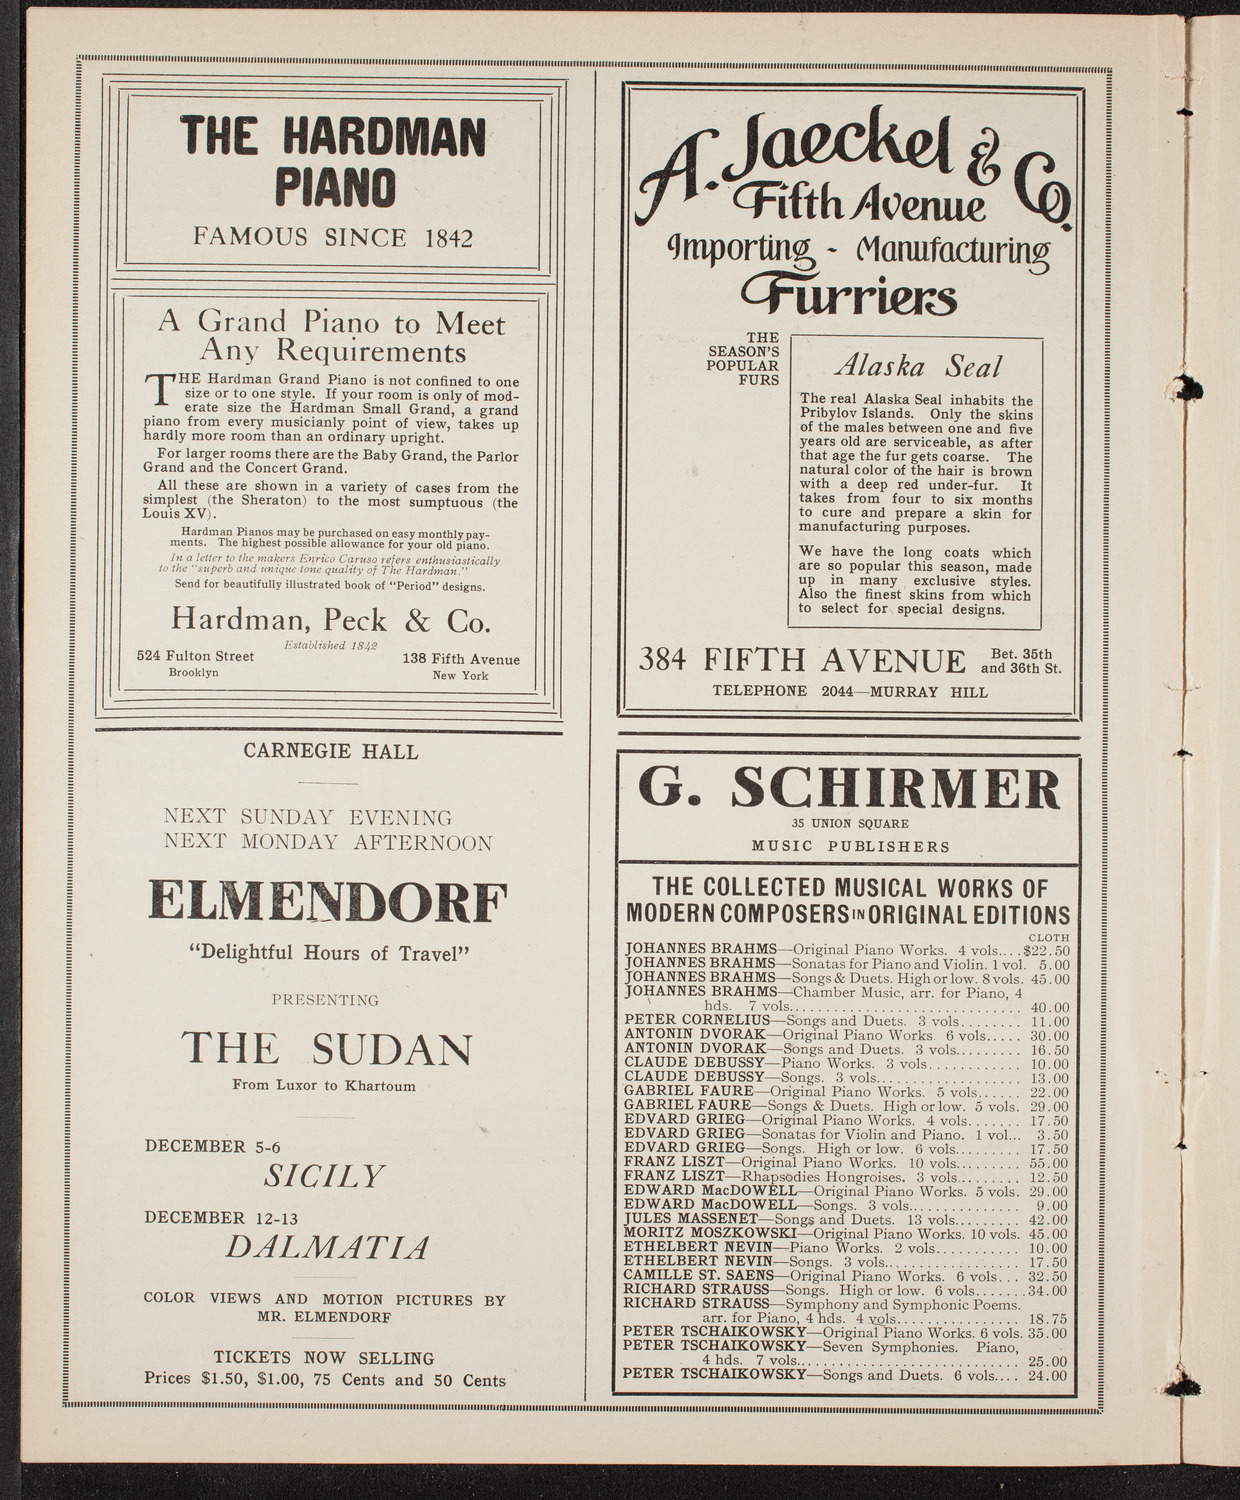 THE HARDMAN
PIANO
FAMOUS SINCE 1842
A Grand Piano to Meet
Any Requirements
THE Hardman Grand Piano is not confined to one
size or to one style. If your room is only of mod-
erate size the Hardman Small Grand, a grand
piano from every musicianly point of view, takes up
hardly more room than an ordinary upright.
For larger rooms there are the Baby Grand, the Parlor
Grand and the Concert Grand.
All these are shown in a variety of cases from the
simplest (the Sheraton) to the most sumptuous (the
Louis XV).
Hardman Pianos may be purchased on easy monthly pay-
ments. The highest possible allowance for your old piano.
In a letter to the makers Enrico Caruso refers enthusiastically
to the "superb and unique tone quality of The Hardman."
Send for beautifully illustrated book of "Period" designs.
Hardman, Peck & Co.
Established 1842
524 Fulton Street
Brooklyn
138 Fifth Avenue
New York
CARNEGIE HALL
NEXT SUNDAY EVENING
NEXT MONDAY AFTERNOON
ELMENDORF
"Delightful Hours of Travel"
PRESENTING
THE SUDAN
From Luxor to Khartoum
DECEMBER 5-6
SICILY
DECEMBER 12-13
DALMATIA
COLOR VIEWS AND MOTION PICTURES BY
MR. ELMENDORF
TICKETS NOW SELLING
Prices $1.50, $1.00, 75 Cents and 50 Cents
A. Jaeckel & Co.
Fifth Avenue
Importing - Manufacturing
Furriers
THE
SEASON'S
POPULAR
FURS
Alaska Seal
The real Alaska Seal inhabits the
Pribylov Islands. Only the skins
of the males between one and five
years old are serviceable, as after
that age the fur gets coarse. The
natural color of the hair is brown
with a deep red under-fur. It
takes from four to six months
to cure and prepare a skin for
manufacturing purposes.
We have the long coats which
are so popular this season, made
up in many exclusive styles.
Also the finest skins from which
to select for special designs.
384 FIFTH AVENUE Bet. 35th
and 36th St.
TELEPHONE 2044—MURRAY HILL
G. SCHIRMER
35 UNION SQUARE
MUSIC PUBLISHERS
THE COLLECTED MUSICAL WORKS OF
MODERN COMPOSERS IN ORIGINAL EDITIONS
CLOTH
JOHANNES BRAHMS—Original Piano Works. 4 vols....$22.50
JOHANNES BRAHMS—Sonatas for Piano and Violin. 1 vol. 5.00
JOHANNES BRAHMS—Songs & Duets. High or low. 8 vols. 45.00
JOHANNES BRAHMS—Chamber Music, arr. for Piano, 4
hds. 7 vols............................ 40.00
PETER CORNELIUS—Songs and Duets. 3 vols........ 11.00
ANTONIN DVORAK—Original Piano Works. 6 vols..... 30.00
ANTONIN DVORAK—Songs and Duets. 3 vols......... 16.50
CLAUDE DEBUSSY—Piano Works. 3 vols............ 10.00
CLAUDE DEBUSSY—Songs. 3 vols.................. 13.00
GABRIEL FAURE—Original Piano Works. 5 vols...... 22.00
GABRIEL FAURE—Songs & Duets. High or low. 5 vols. 29.00
EDVARD GRIEG—Original Piano Works. 4 vols....... 17.50
EDVARD GRIEG—Sonatas for Violin and Piano. 1 vol... 3.50
EDVARD GRIEG—Songs. High or low. 6 vols......... 17.50
FRANZ LISZT—Original Piano Works. 10 vols......... 55.00
FRANZ LISZT—Rhapsodies Hongroises. 3 vols........ 12.50
EDWARD MacDOWELL—Original Piano Works. 5 vols. 29.00
EDWARD MacDOWELL—Songs. 3 vols.............. 9.00
JULES MASSENET—Songs and Duets. 13 vols......... 42.00
MORITZ MOSZKOWSKI—Original Piano Works. 10 vols. 45.00
ETHELBERT NEVIN—Piano Works. 2 vols........... 10.00
ETHELBERT NEVIN—Songs. 3 vols................. 17.50
CAMILLE ST. SAENS—Original Piano Works. 6 vols... 32.50
RICHARD STRAUSS—Songs. High or low. 6 vols.......34.00
RICHARD STRAUSS—Symphony and Symphonic Poems.
arr. for Piano, 4 hds. 4 vols................ 18.75
PETER TSCHAIKOWSKY—Original Piano Works. 6 vols. 35.00
PETER TSCHAIKOWSKY—Seven Symphonies. Piano,
4 hds. 7 vols........................... 25.00
PETER TSCHAIKOWSKY—Songs and Duets. 6 vols.... 24.00